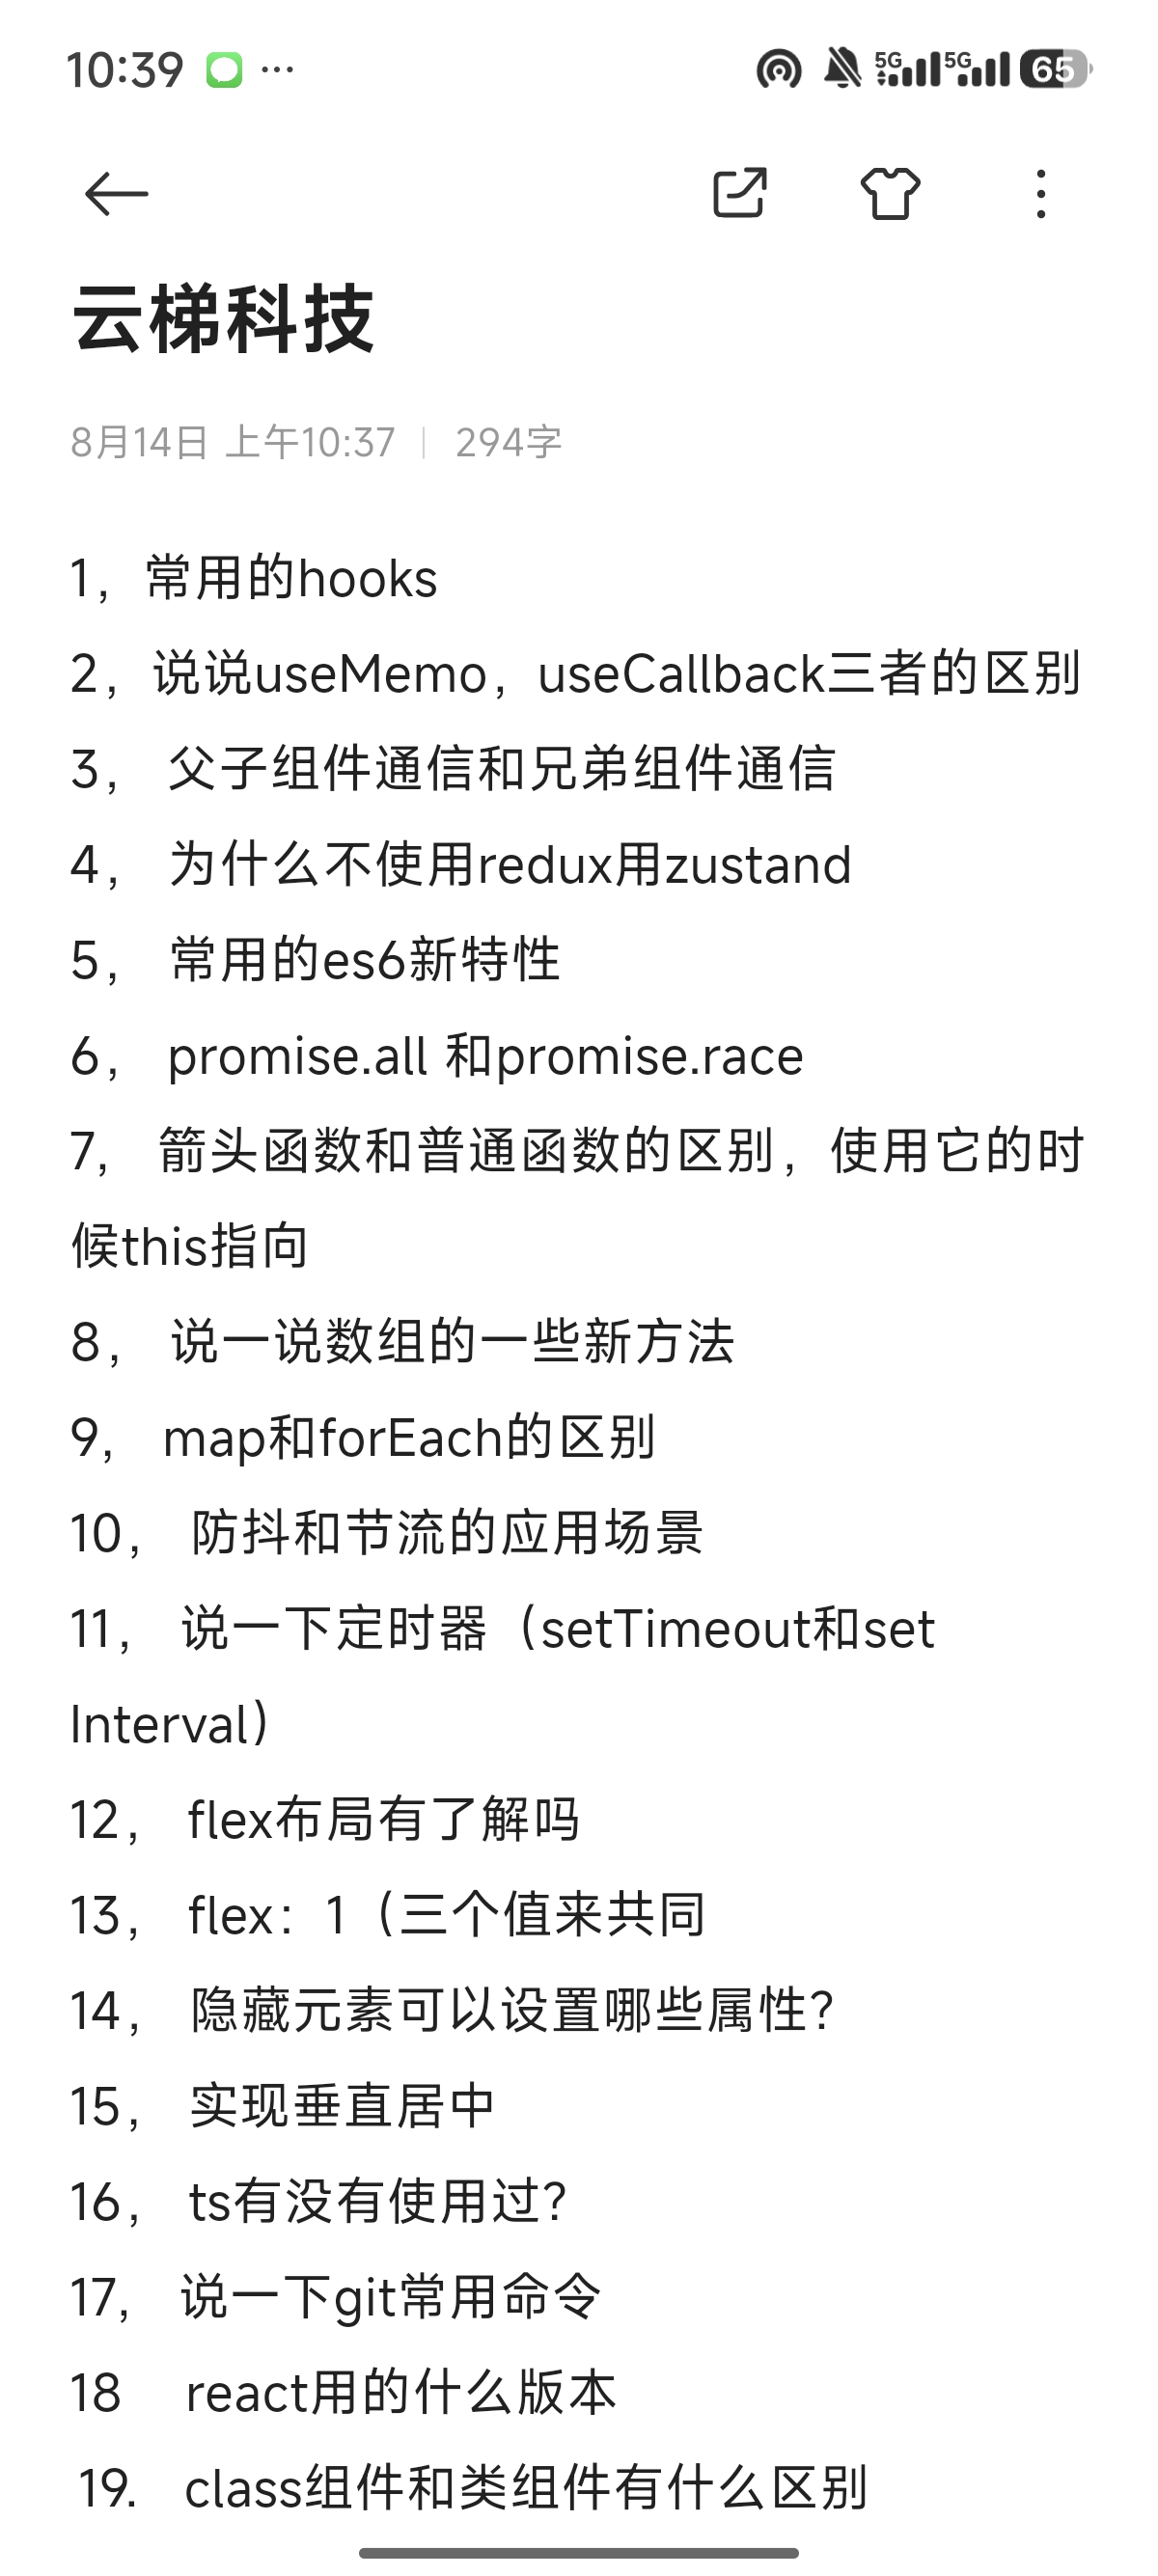 10:39 ··· 5G 5G 65
云梯科技
8月14日 上午10:37 | 294字
1，常用的hooks
2，说说useMemo，useCallback三者的区别
3， 父子组件通信和兄弟组件通信
4， 为什么不使用redux用zustand
5， 常用的es6新特性
6， promise.all 和promise.race
7， 箭头函数和普通函数的区别，使用它的时
候this指向
8， 说一说数组的一些新方法
9， map和forEach的区别
10， 防抖和节流的应用场景
11， 说一下定时器（setTimeout和set
Interval）
12， flex布局有了解吗
13， flex：1（三个值来共同
14， 隐藏元素可以设置哪些属性？
15， 实现垂直居中
16， ts有没有使用过？
17， 说一下git常用命令
18 react用的什么版本
19. class组件和类组件有什么区别